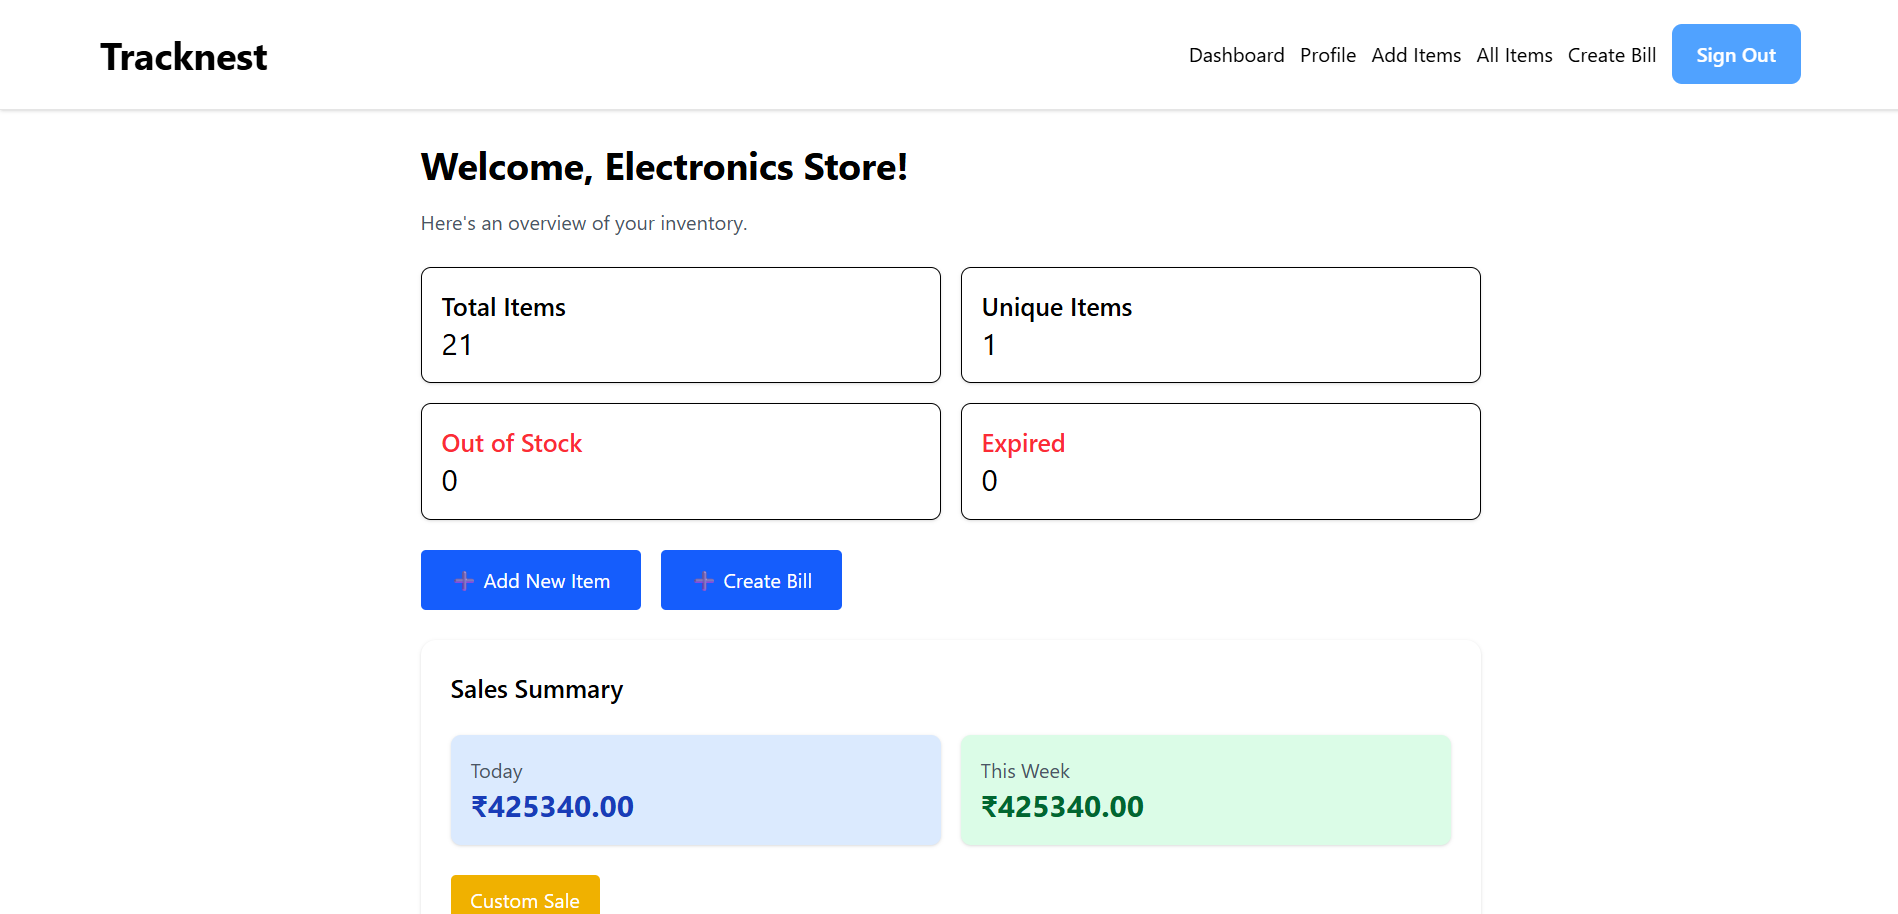 Tracknest
Dashboard Profile Add Items All Items Create Bill Sign Out
Welcome, Electronics Store!
Here's an overview of your inventory.
Total Items
21
Unique Items
1
Out of Stock
0
Expired
0
➕ Add New Item
➕ Create Bill
Sales Summary
Today
₹425340.00
This Week
₹425340.00
Custom Sale